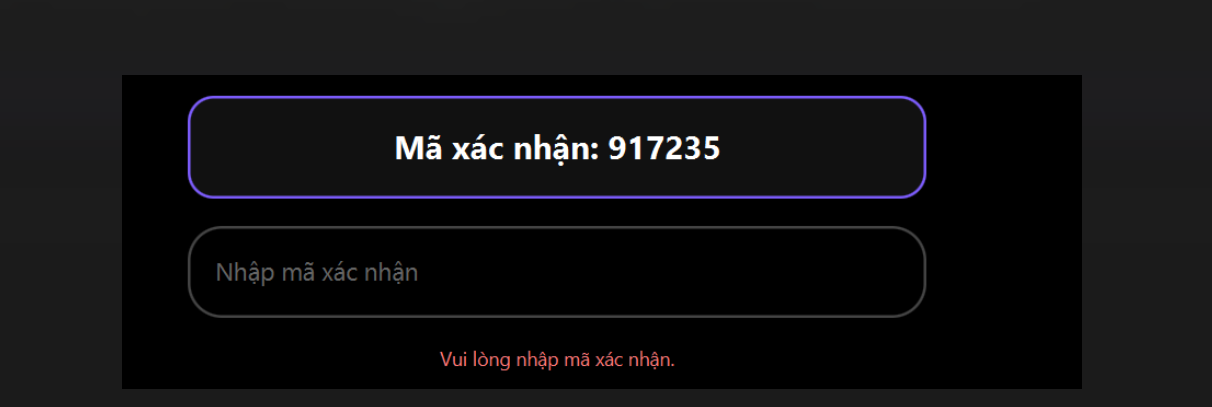 Mã xác nhận: 917235
Nhập mã xác nhận
Vui lòng nhập mã xác nhận.